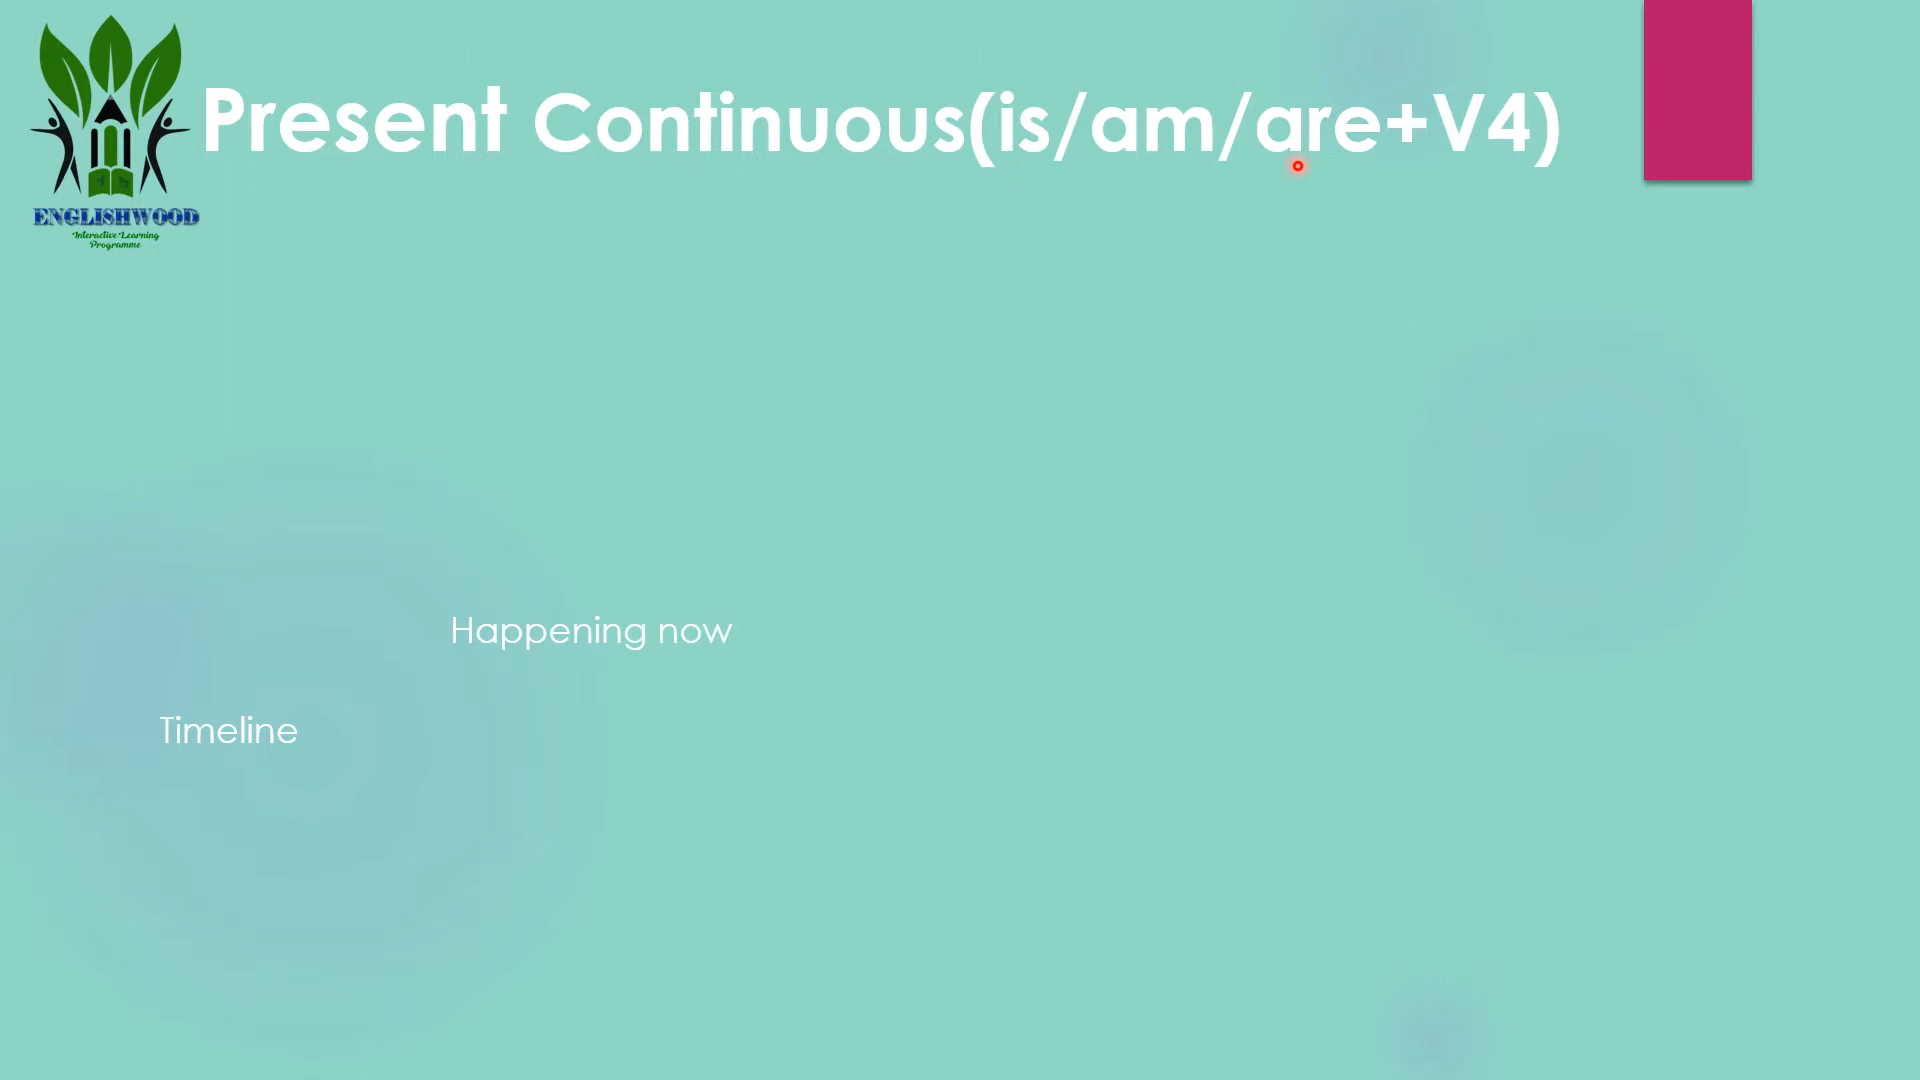 Present Continuous(is/am/are+V4)
ENGLISHWOOD
Interactive Learning
Programme
Happening now
Timeline